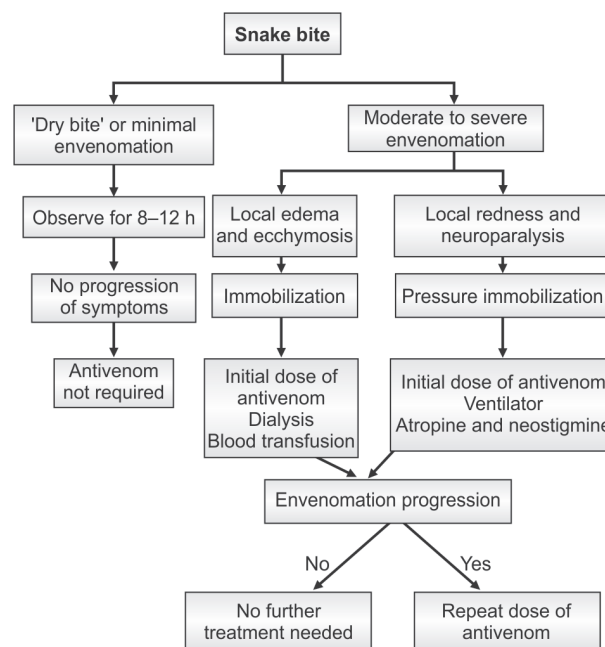 Snake bite
'Dry bite' or minimal
envenomation
Moderate to severe
envenomation
Observe for 8–12 h
Local edema
and ecchymosis
Local redness and
neuroparalysis
No progression
of symptoms
Immobilization
Pressure immobilization
Antivenom
not required
Initial dose of
antivenom
Dialysis
Blood transfusion
Initial dose of antivenom
Ventilator
Atropine and neostigmine
Envenomation progression
No
Yes
No further
treatment needed
Repeat dose of
antivenom